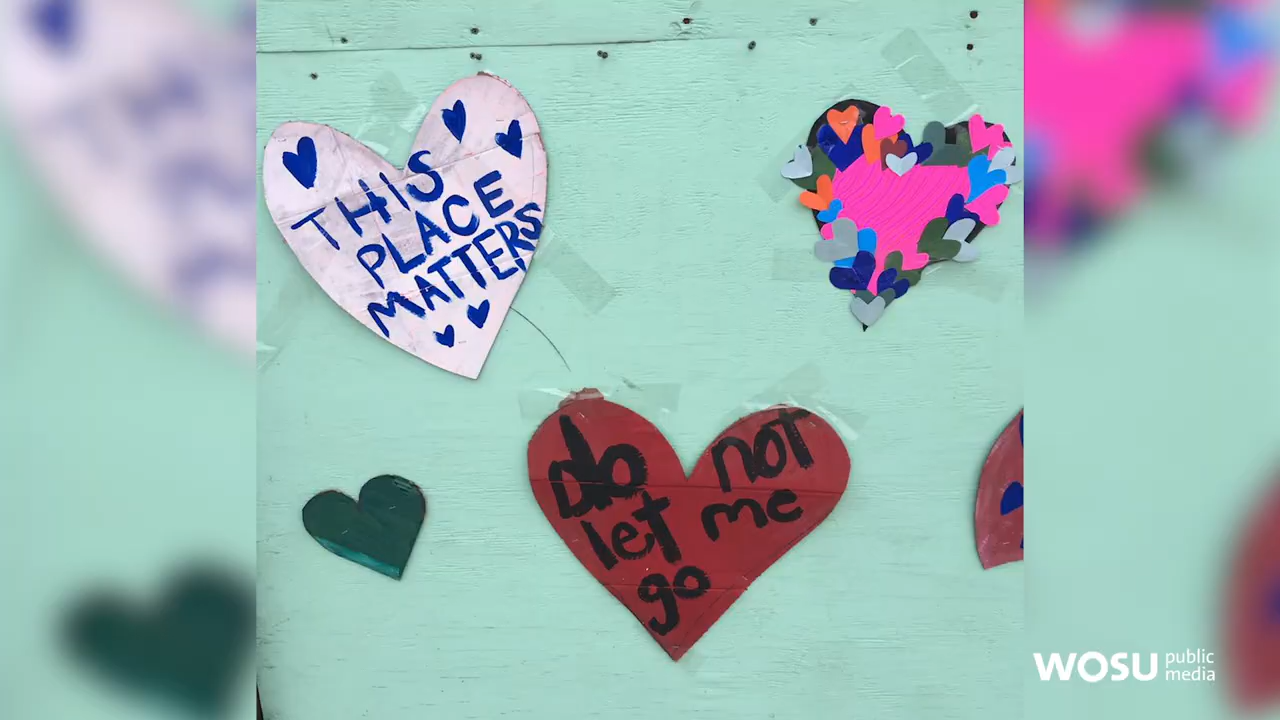 THIS
PLACE
MATTERS
do not
let me
go
WOSU public
media